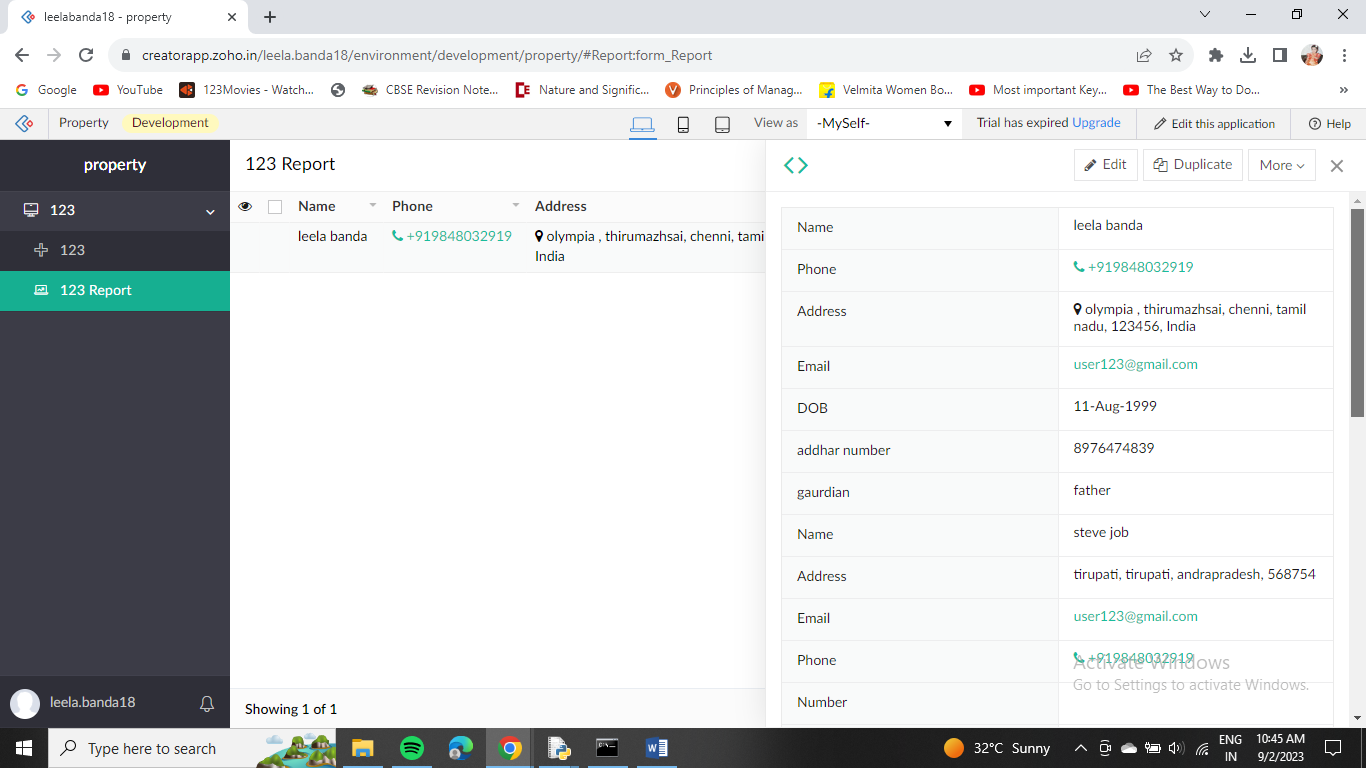 leelabanda18 - property
creatorapp.zoho.in/leela.banda18/environment/development/property/#Report:form_Report
Google YouTube 123Movies - Watch... CBSE Revision Note... Nature and Signific... Principles of Manag... Velmita Women Bo... Most important Key... The Best Way to Do... »
Property Development View as -MySelf- Trial has expired Upgrade Edit this application Help
property
123
123
123 Report
leela.banda18
123 Report
Name Phone Address
leela banda +919848032919 olympia , thirumazhsai, chenni, tami
India
Showing 1 of 1
Edit Duplicate More
Name leela banda
Phone +919848032919
Address olympia , thirumazhsai, chenni, tamil
nadu, 123456, India
Email user123@gmail.com
DOB 11-Aug-1999
addhar number 8976474839
gaurdian father
Name steve job
Address tirupati, tirupati, andrapradesh, 568754
Email user123@gmail.com
Phone +919848032919
Number
Activate Windows
Go to Settings to activate Windows.
Type here to search
32°C Sunny
ENG
IN
10:45 AM
9/2/2023